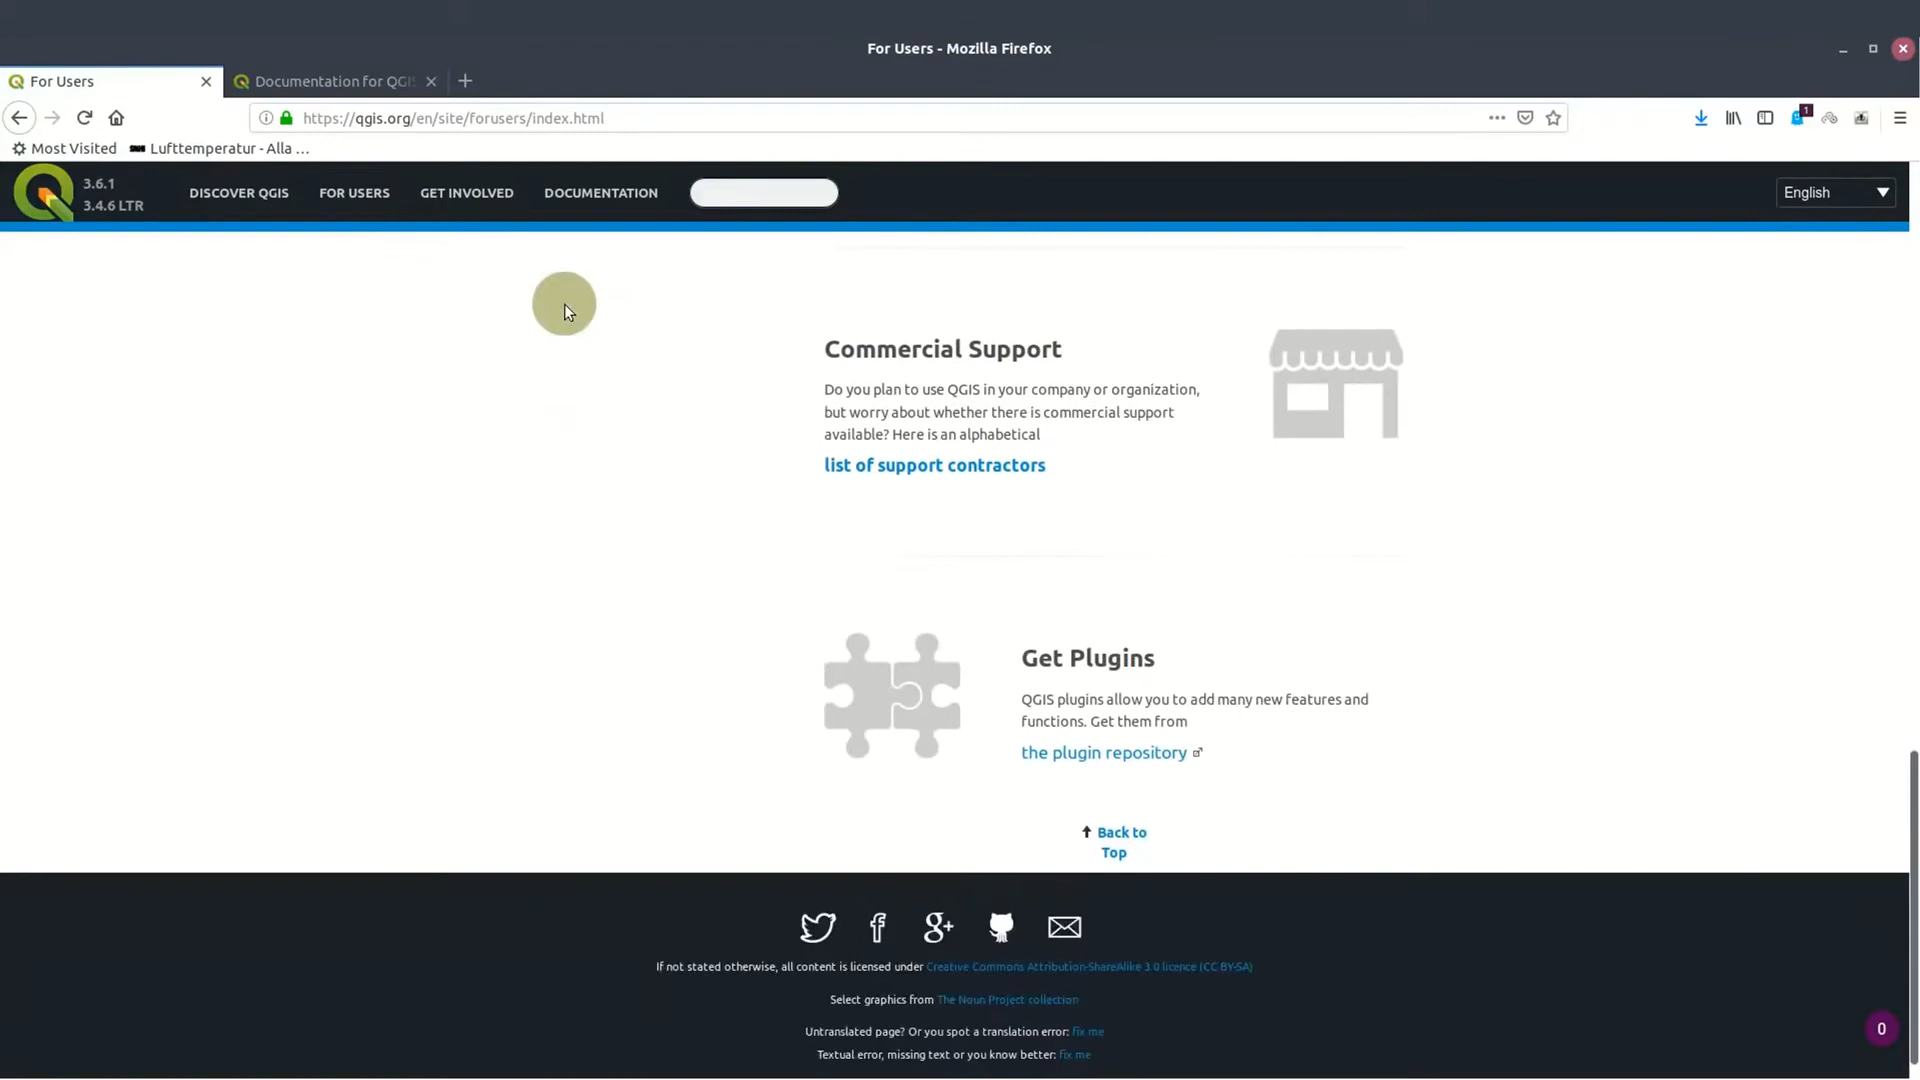 For Users - Mozilla Firefox
For Users
Documentation for QGIS
https://qgis.org/en/site/forusers/index.html
1
Most Visited
Lufttemperatur - Alla ...
3.6.1
3.4.6 LTR
DISCOVER QGIS
FOR USERS
GET INVOLVED
DOCUMENTATION
English
Commercial Support
Do you plan to use QGIS in your company or organization,
but worry about whether there is commercial support
available? Here is an alphabetical
list of support contractors
Get Plugins
QGIS plugins allow you to add many new features and
functions. Get them from
the plugin repository
Back to
Top
If not stated otherwise, all content is licensed under Creative Commons Attribution-ShareAlike 3.0 licence (CC BY-SA)
Select graphics from The Noun Project collection
Untranslated page? Or you spot a translation error: fix me
Textual error, missing text or you know better: fix me
0